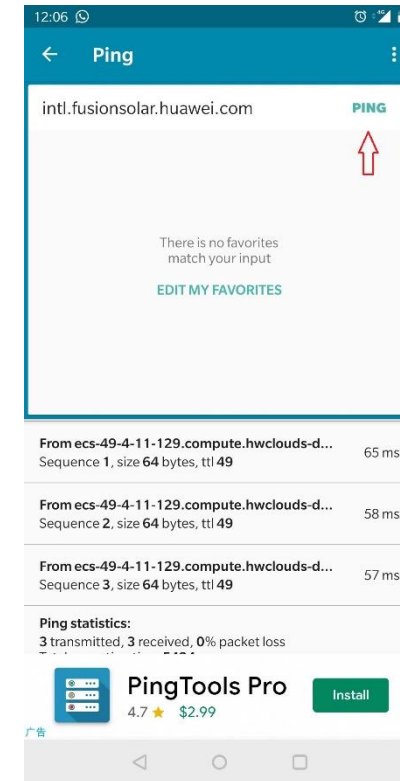 12:06
4G
Ping
intl.fusionsolar.huawei.com PING
There is no favorites
match your input
EDIT MY FAVORITES
From ecs-49-4-11-129.compute.hwclouds-d...
Sequence 1, size 64 bytes, ttl 49
65 ms
From ecs-49-4-11-129.compute.hwclouds-d...
Sequence 2, size 64 bytes, ttl 49
58 ms
From ecs-49-4-11-129.compute.hwclouds-d...
Sequence 3, size 64 bytes, ttl 49
57 ms
Ping statistics:
3 transmitted, 3 received, 0% packet loss
PingTools Pro
4.7 ★ $2.99
Install
广告